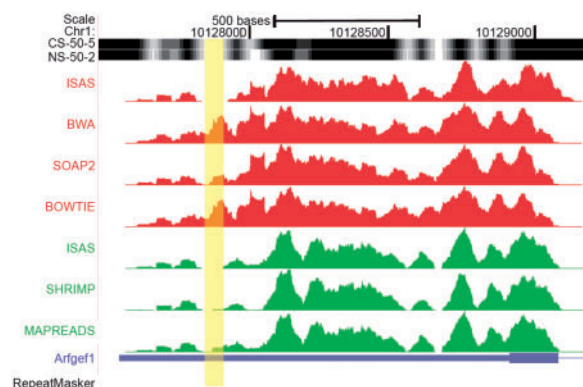 Scale 500 bases
Chr1: 10128000 10128500 10129000
CS-50-5
NS-50-2
ISAS
BWA
SOAP2
BOWTIE
ISAS
SHRIMP
MAPREADS
Arfgef1
RepeatMasker